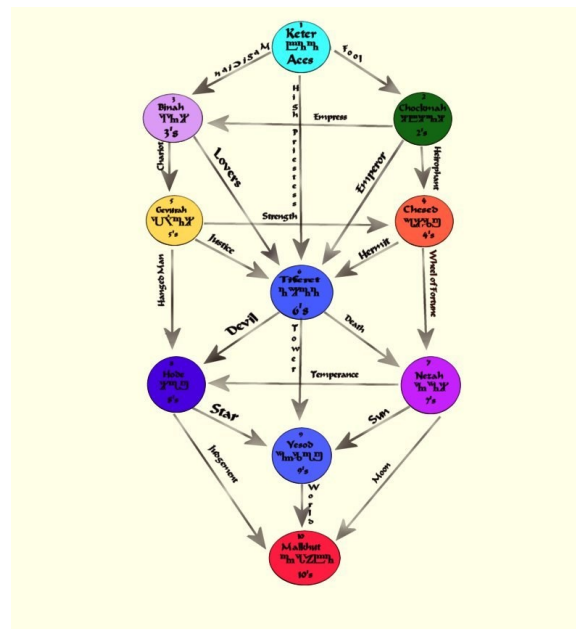 1
Keter
Aces
Magician
Fool
3
Binah
3's
High Priestess
Empress
2
Chockmah
2's
Chariot
Lovers
Emperor
Heirophant
5
Gevurah
5's
Strength
4
Chesed
4's
Justice
Hermit
Hanged Man
6
Tiferet
6's
Wheel of Fortune
Devil
Tower
Death
8
Hode
8's
Temperance
7
Nezah
7's
Star
Sun
9
Yesod
9's
Judgement
World
Moon
10
Malkhut
10's